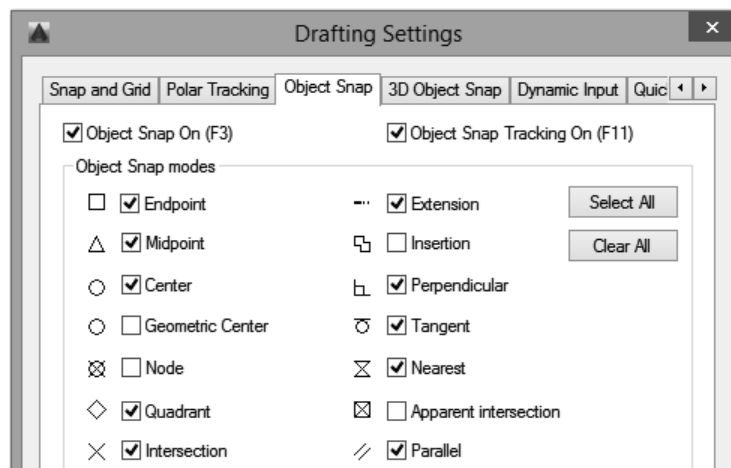 Drafting Settings
Snap and Grid Polar Tracking Object Snap 3D Object Snap Dynamic Input Quic
Object Snap On (F3) Object Snap Tracking On (F11)
Object Snap modes
Endpoint Extension Select All
Midpoint Insertion Clear All
Center Perpendicular
Geometric Center Tangent
Node Nearest
Quadrant Apparent intersection
Intersection Parallel